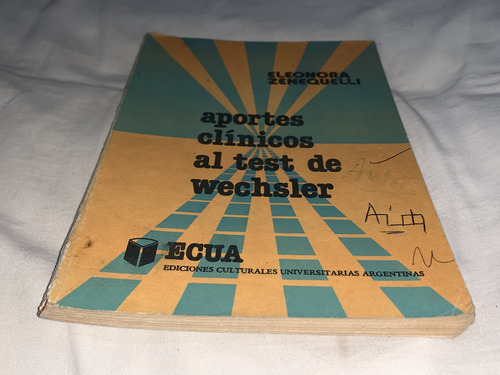 ELEONORA
ZENEQUELLI
aportes
clínicos
al test de
wechsler
ECUA
EDICIONES CULTURALES UNIVERSITARIAS ARGENTINAS